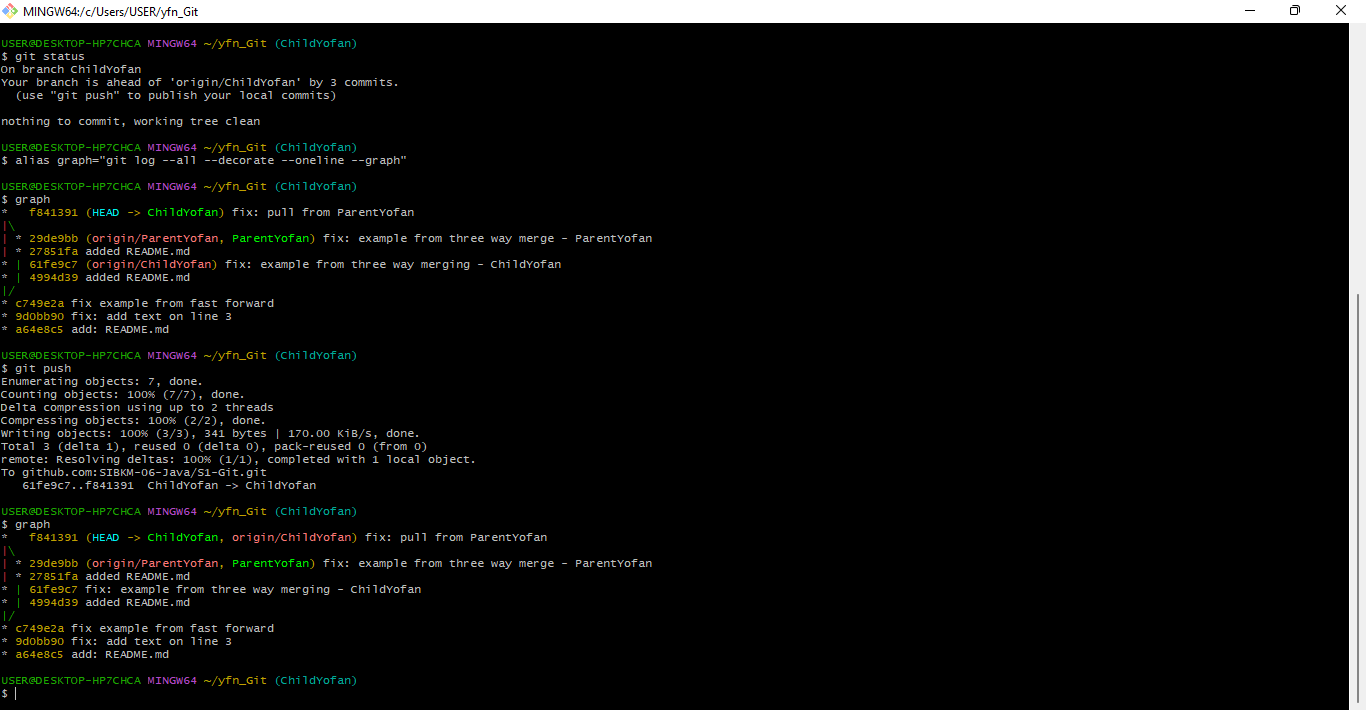 MINGW64:/c/Users/USER/yfn_Git
USER@DESKTOP-HP7CHCA MINGW64 ~/yfn_Git (ChildYofan)
$ git status
On branch ChildYofan
Your branch is ahead of 'origin/ChildYofan' by 3 commits.
  (use "git push" to publish your local commits)
nothing to commit, working tree clean
USER@DESKTOP-HP7CHCA MINGW64 ~/yfn_Git (ChildYofan)
$ alias graph="git log --all --decorate --oneline --graph"
USER@DESKTOP-HP7CHCA MINGW64 ~/yfn_Git (ChildYofan)
$ graph
*   f841391 (HEAD -> ChildYofan) fix: pull from ParentYofan
|\
| * 29de9bb (origin/ParentYofan, ParentYofan) fix: example from three way merge - ParentYofan
| * 27851fa added README.md
* | 61fe9c7 (origin/ChildYofan) fix: example from three way merging - ChildYofan
* | 4994d39 added README.md
|/
* c749e2a fix example from fast forward
* 9d0bb90 fix: add text on line 3
* a64e8c5 add: README.md
USER@DESKTOP-HP7CHCA MINGW64 ~/yfn_Git (ChildYofan)
$ git push
Enumerating objects: 7, done.
Counting objects: 100% (7/7), done.
Delta compression using up to 2 threads
Compressing objects: 100% (2/2), done.
Writing objects: 100% (3/3), 341 bytes | 170.00 KiB/s, done.
Total 3 (delta 1), reused 0 (delta 0), pack-reused 0 (from 0)
remote: Resolving deltas: 100% (1/1), completed with 1 local object.
To github.com:SIBKM-06-Java/S1-Git.git
   61fe9c7..f841391  ChildYofan -> ChildYofan
USER@DESKTOP-HP7CHCA MINGW64 ~/yfn_Git (ChildYofan)
$ graph
*   f841391 (HEAD -> ChildYofan, origin/ChildYofan) fix: pull from ParentYofan
|\
| * 29de9bb (origin/ParentYofan, ParentYofan) fix: example from three way merge - ParentYofan
| * 27851fa added README.md
* | 61fe9c7 fix: example from three way merging - ChildYofan
* | 4994d39 added README.md
|/
* c749e2a fix example from fast forward
* 9d0bb90 fix: add text on line 3
* a64e8c5 add: README.md
USER@DESKTOP-HP7CHCA MINGW64 ~/yfn_Git (ChildYofan)
$